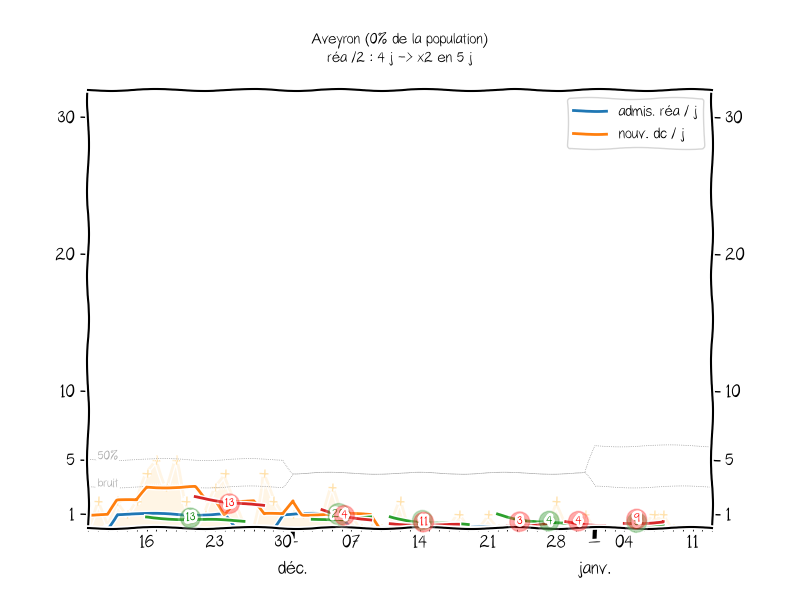 Aveyron (0% de la population)
réa /2 : 4 j -> x2 en 5 j
admis. réa / j
nouv. dc / j
30 30
20 20
10 10
5 5
1 1
50%
bruit
13 13 4 11 3 4 4 9
16 23 30 07 14 21 28 04 11
déc. janv.